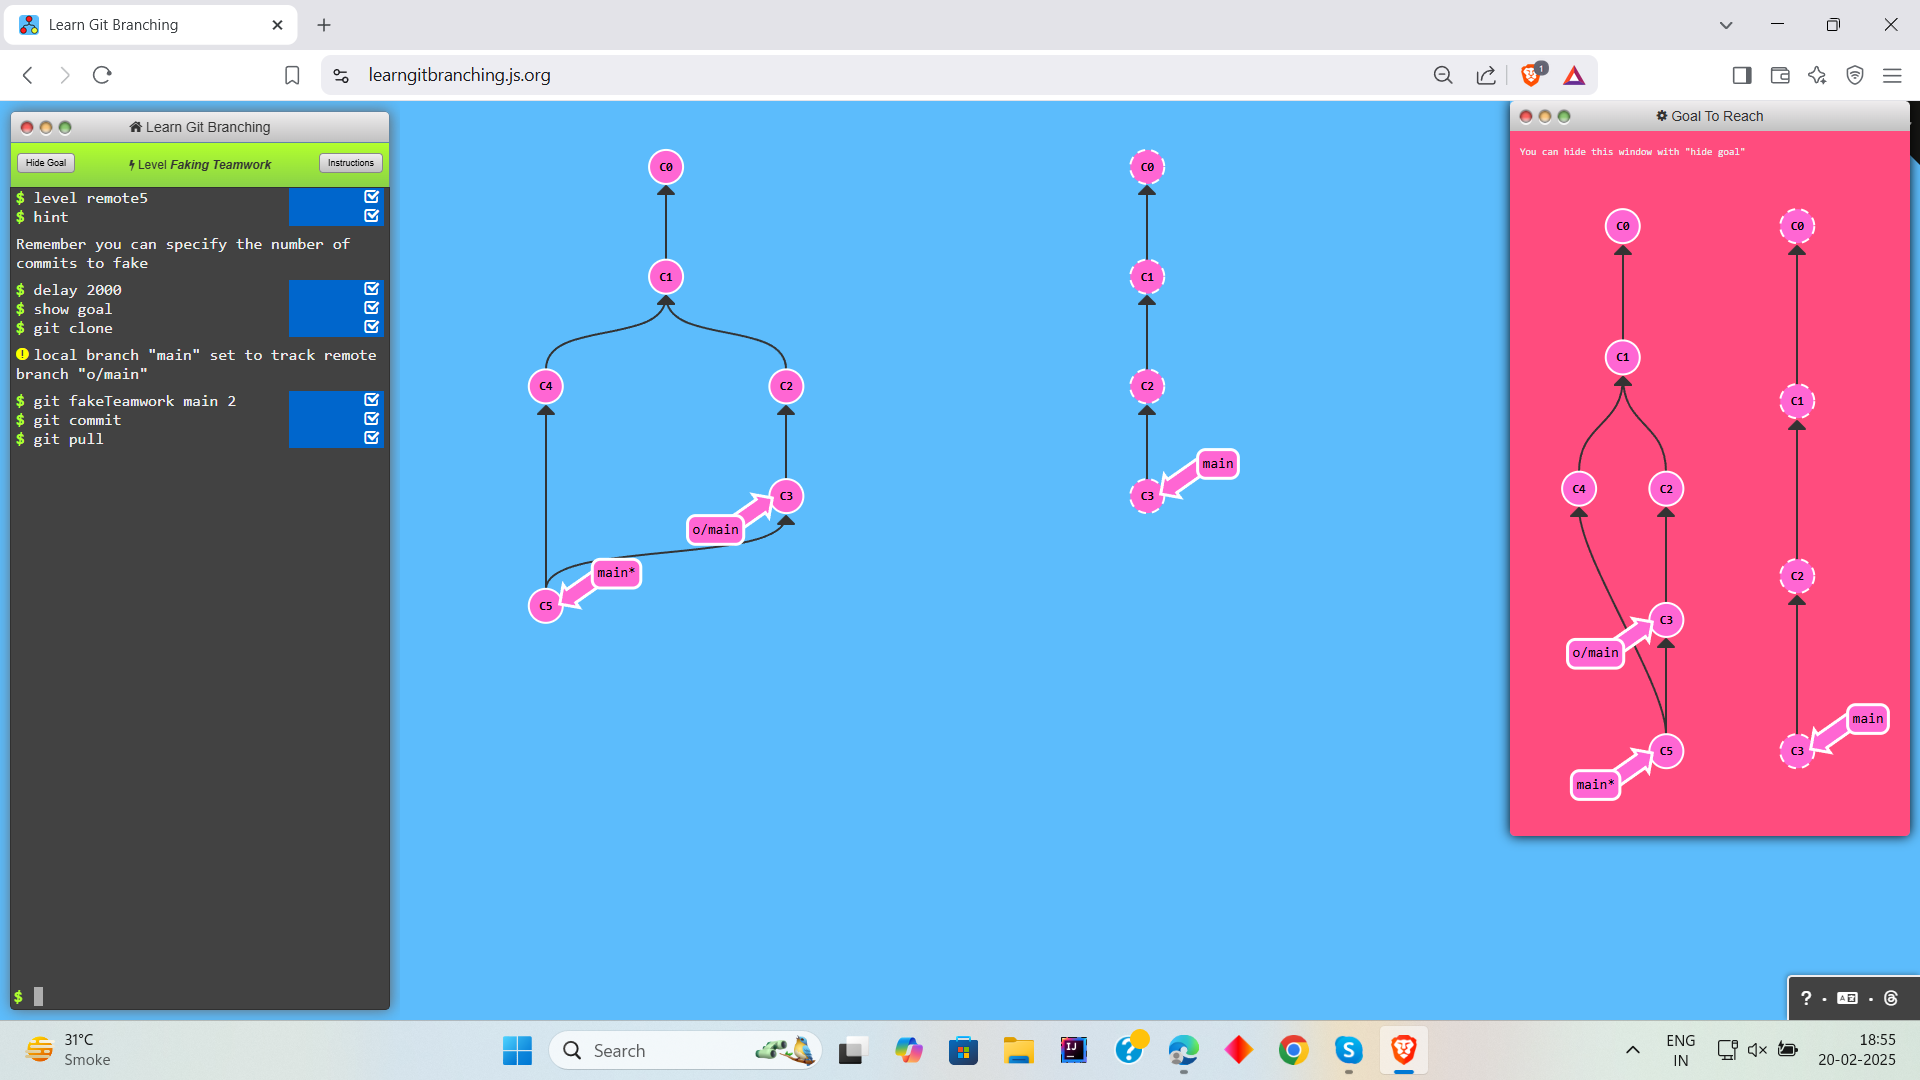 Learn Git Branching
learngitbranching.js.org
1
Learn Git Branching
Hide Goal
Level Faking Teamwork
Instructions
$ level remote5
$ hint
Remember you can specify the number of
commits to fake
$ delay 2000
$ show goal
$ git clone
local branch "main" set to track remote
branch "o/main"
$ git fakeTeamwork main 2
$ git commit
$ git pull
$
C0
C1
C4
C2
C3
o/main
main*
C5
C0
C1
C2
main
C3
Goal To Reach
You can hide this window with "hide goal"
C0
C0
C1
C1
C4
C2
C2
C3
o/main
main
C5
C3
main*
31°C
Smoke
Search
ENG
IN
18:55
20-02-2025